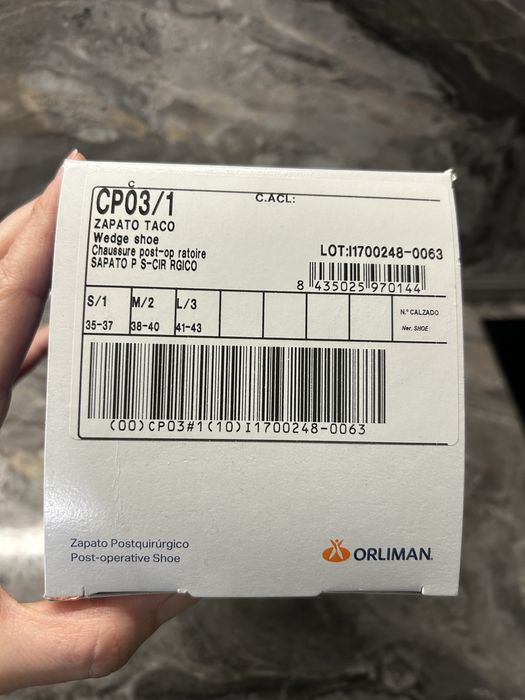 C
CP03/1
C.ACL:
ZAPATO TACO
Wedge shoe
Chaussure post-op ratoire
SAPATO P S-CIR RGICO
LOT:I1700248-0063
8 435025 970144
S/1 M/2 L/3 N.º CALZADO
35-37 38-40 41-43 Ner. SHOE
(00)CP03#1(10)I1700248-0063
Zapato Postquirúrgico
Post-operative Shoe
ORLIMAN.